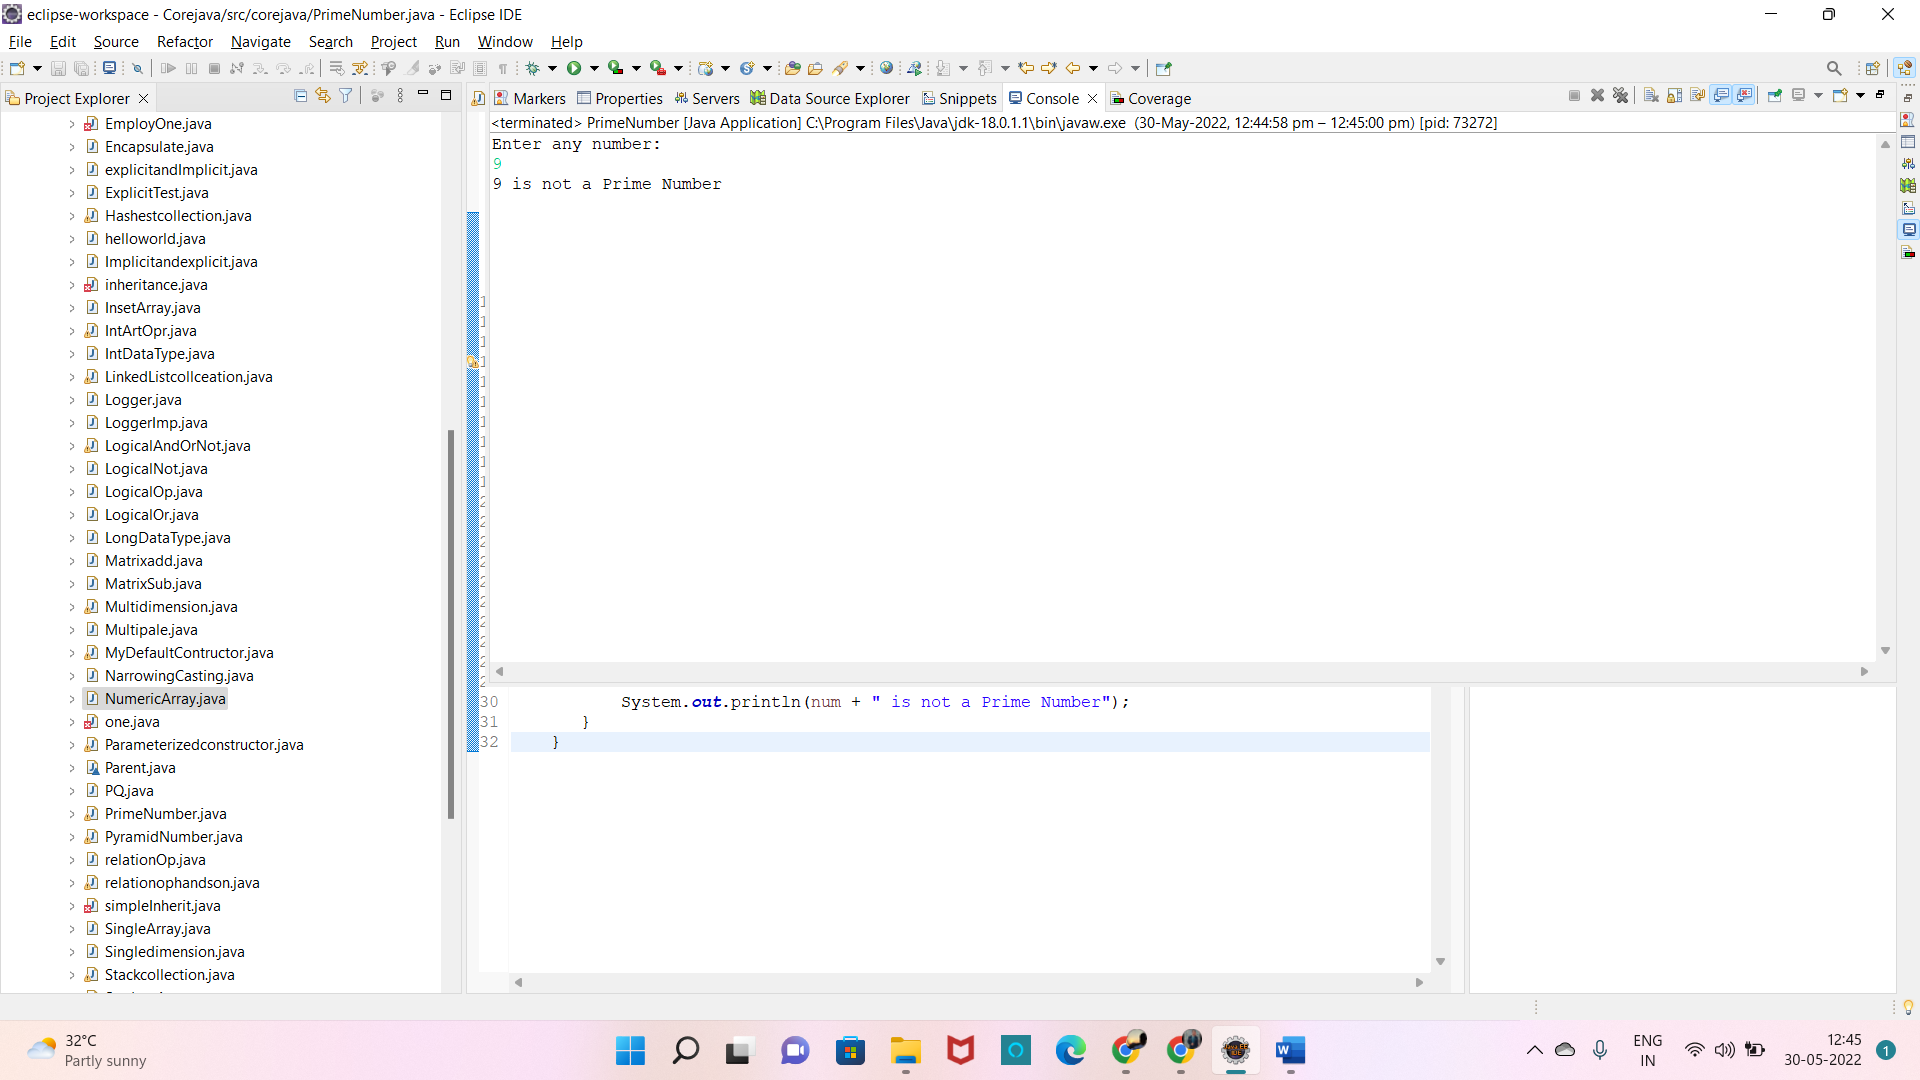 eclipse-workspace - Corejava/src/corejava/PrimeNumber.java - Eclipse IDE
File Edit Source Refactor Navigate Search Project Run Window Help
Project Explorer
Markers Properties Servers Data Source Explorer Snippets Console Coverage
<terminated> PrimeNumber [Java Application] C:\Program Files\Java\jdk-18.0.1.1\bin\javaw.exe (30-May-2022, 12:44:58 pm – 12:45:00 pm) [pid: 73272]
Enter any number:
9
9 is not a Prime Number
EmployOne.java
Encapsulate.java
explicitandImplicit.java
ExplicitTest.java
Hashestcollection.java
helloworld.java
Implicitandexplicit.java
inheritance.java
InsetArray.java
IntArtOpr.java
IntDataType.java
LinkedListcollceation.java
Logger.java
LoggerImp.java
LogicalAndOrNot.java
LogicalNot.java
LogicalOp.java
LogicalOr.java
LongDataType.java
Matrixadd.java
MatrixSub.java
Multidimension.java
Multipale.java
MyDefaultContructor.java
NarrowingCasting.java
NumericArray.java
one.java
Parameterizedconstructor.java
Parent.java
PQ.java
PrimeNumber.java
PyramidNumber.java
relationOp.java
relationophandson.java
simpleInherit.java
SingleArray.java
Singledimension.java
Stackcollection.java
30 System.out.println(num + " is not a Prime Number");
31 }
32 }
32°C
Partly sunny
ENG
IN
12:45
30-05-2022
1